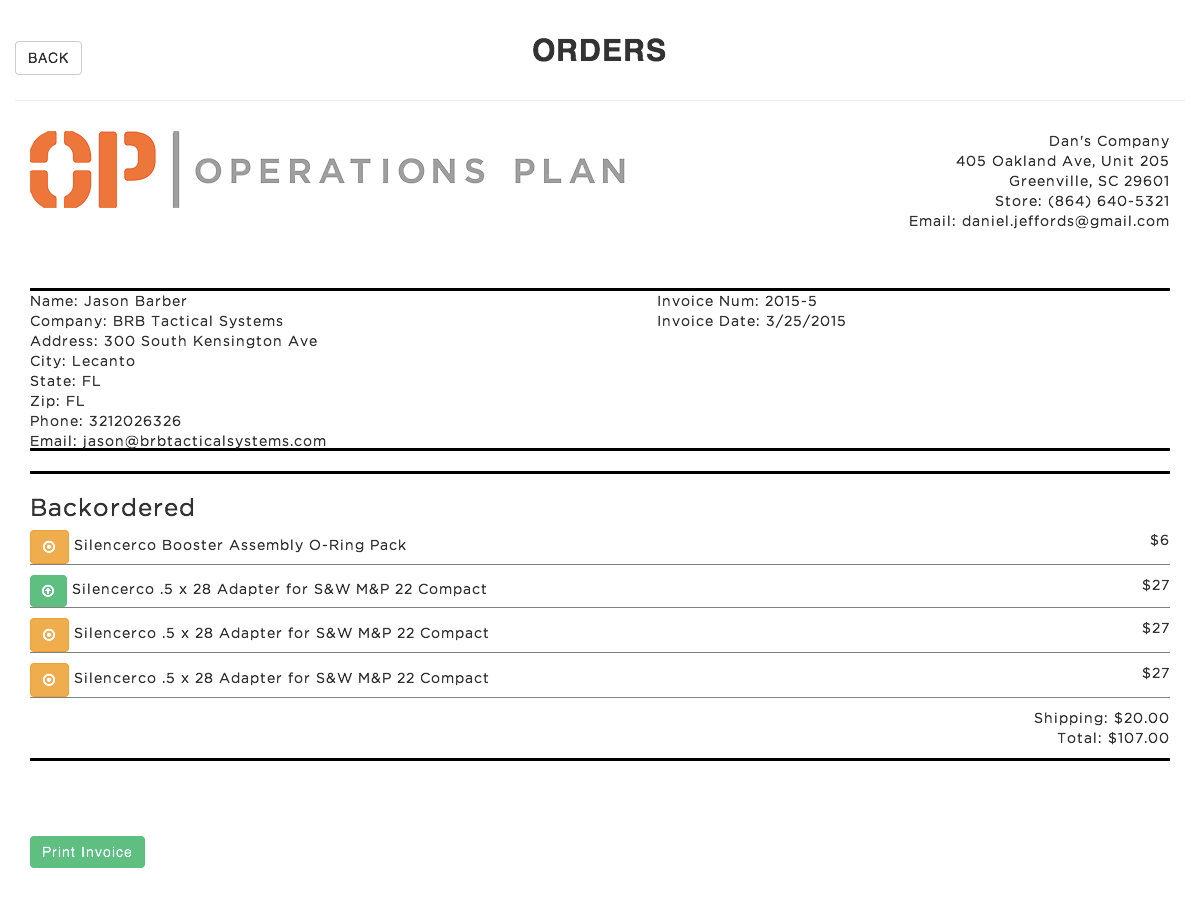 BACK
ORDERS
OP | OPERATIONS PLAN
Dan's Company
405 Oakland Ave, Unit 205
Greenville, SC 29601
Store: (864) 640-5321
Email: daniel.jeffords@gmail.com
Name: Jason Barber
Company: BRB Tactical Systems
Address: 300 South Kensington Ave
City: Lecanto
State: FL
Zip: FL
Phone: 3212026326
Email: jason@brbtacticalsystems.com
Invoice Num: 2015-5
Invoice Date: 3/25/2015
Backordered
Silencerco Booster Assembly O-Ring Pack $6
Silencerco .5 x 28 Adapter for S&W M&P 22 Compact $27
Silencerco .5 x 28 Adapter for S&W M&P 22 Compact $27
Silencerco .5 x 28 Adapter for S&W M&P 22 Compact $27
Shipping: $20.00
Total: $107.00
Print Invoice